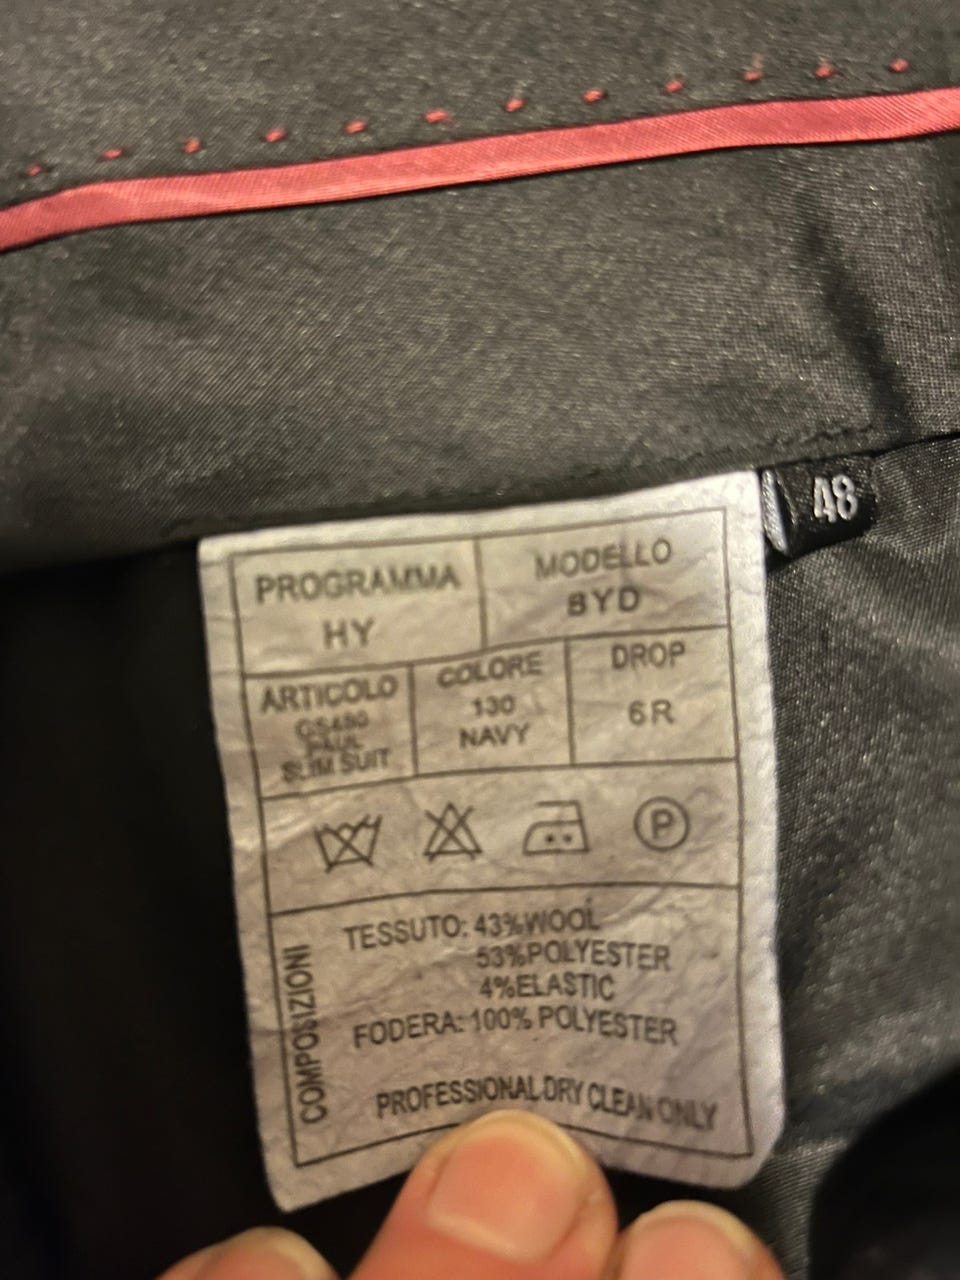 48
PROGRAMMA
HY
MODELLO
BYD
ARTICOLO
PAUL
SLIM SUIT
COLORE
130
NAVY
DROP
6R
P
COMPOSIZIONI
TESSUTO: 43%WOOL
53%POLYESTER
4%ELASTIC
FODERA: 100% POLYESTER
PROFESSIONAL DRY CLEAN ONLY